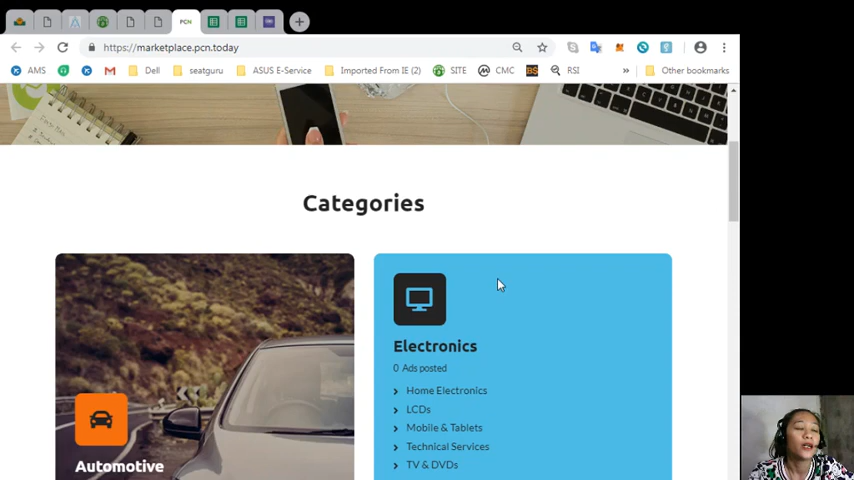 PCN
https://marketplace.pcn.today
AMS
Dell
seatguru
ASUS E-Service
Imported From IE (2)
SITE
CMC
RSI
»
Other bookmarks
Categories
Electronics
0 Ads posted
Home Electronics
LCDs
Mobile & Tablets
Technical Services
TV & DVDs
Automotive